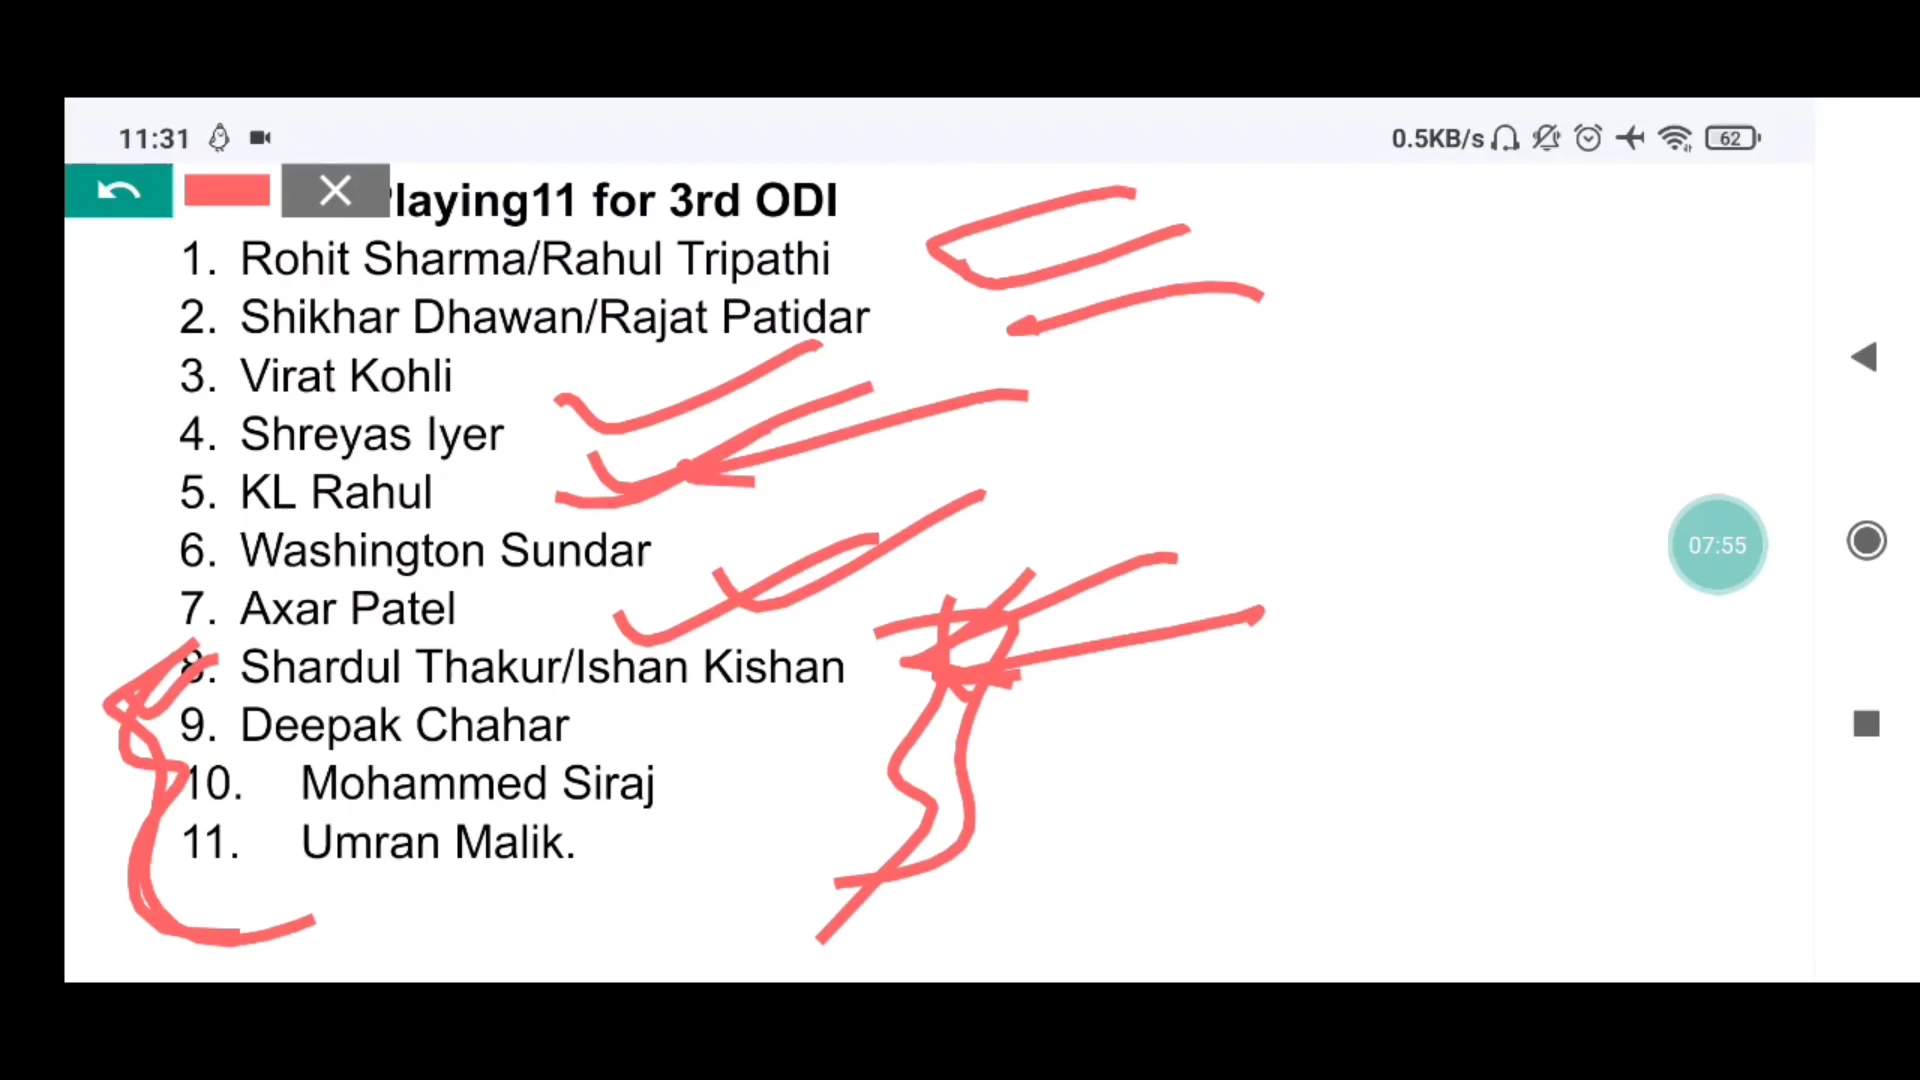 11:31 0.5KB/s 62
laying11 for 3rd ODI
1. Rohit Sharma/Rahul Tripathi
2. Shikhar Dhawan/Rajat Patidar
3. Virat Kohli
4. Shreyas Iyer
5. KL Rahul
6. Washington Sundar
07:55
7. Axar Patel
8. Shardul Thakur/Ishan Kishan
9. Deepak Chahar
10. Mohammed Siraj
11. Umran Malik.